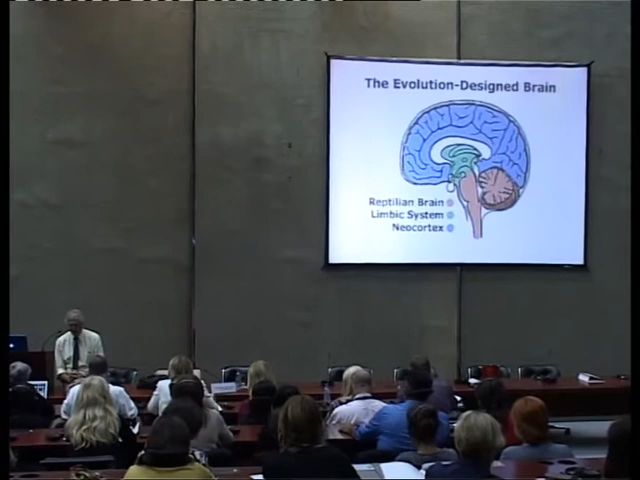 The Evolution-Designed Brain
Reptilian Brain
Limbic System
Neocortex